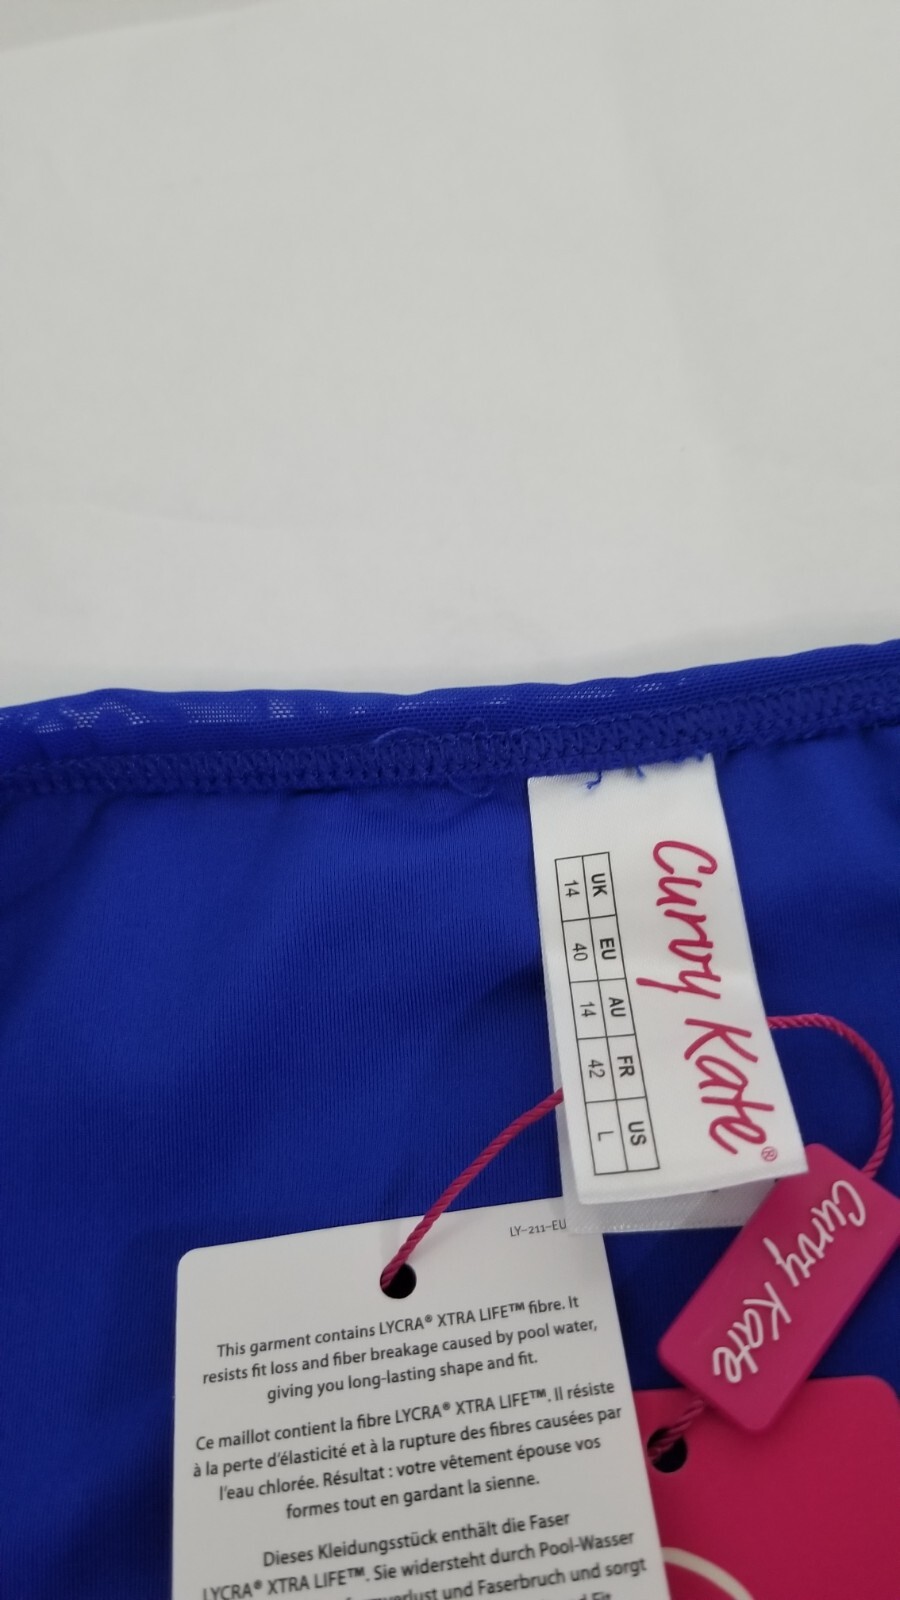 Curvy Kate®
UK EU AU FR US
14 40 14 42 L
Curvy Kate
LY-211-EU
This garment contains LYCRA® XTRA LIFE™ fibre. It
resists fit loss and fiber breakage caused by pool water,
giving you long-lasting shape and fit.
Ce maillot contient la fibre LYCRA® XTRA LIFE™. Il résiste
à la perte d'élasticité et à la rupture des fibres causées par
l'eau chlorée. Résultat : votre vêtement épouse vos
formes tout en gardant la sienne.
Dieses Kleidungsstück enthält die Faser
LYCRA® XTRA LIFE™. Sie widersteht durch Pool-Wasser
und Faserbruch und sorgt